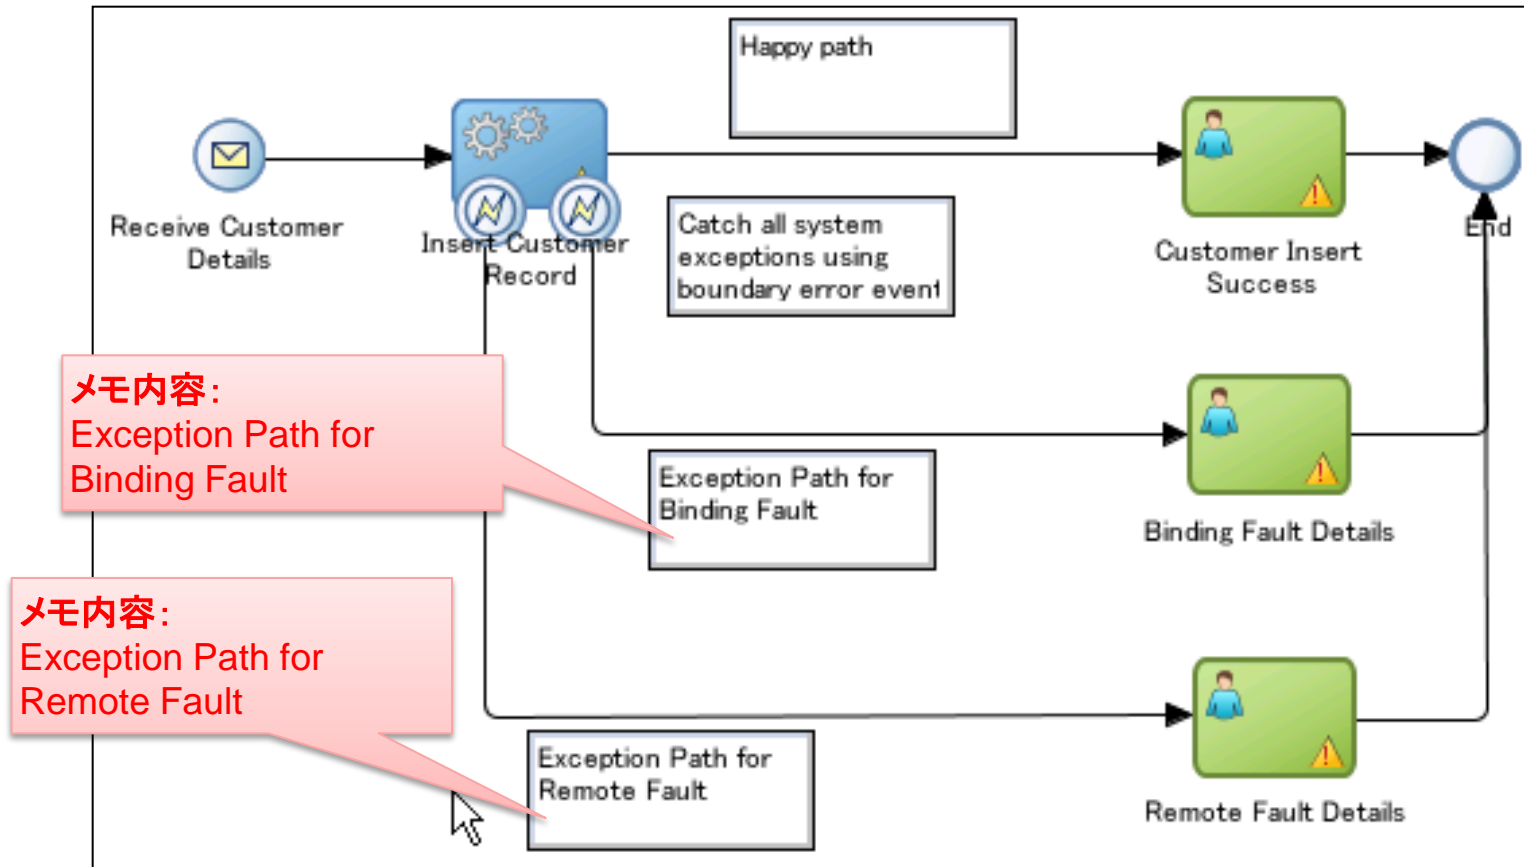 Happy path
Receive Customer
Details
Insert Customer
Record
Catch all system
exceptions using
boundary error event
Customer Insert
Success
End
メモ内容：
Exception Path for
Binding Fault
Exception Path for
Binding Fault
Binding Fault Details
メモ内容：
Exception Path for
Remote Fault
Exception Path for
Remote Fault
Remote Fault Details